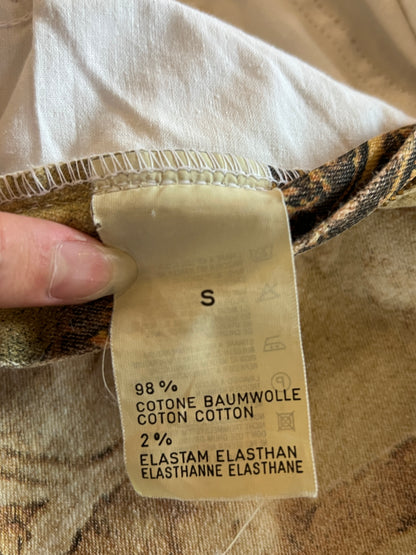 S
98%
COTONE BAUMWOLLE
COTON COTTON
2%
ELASTAM ELASTHAN
ELASTHANNE ELASTHANE